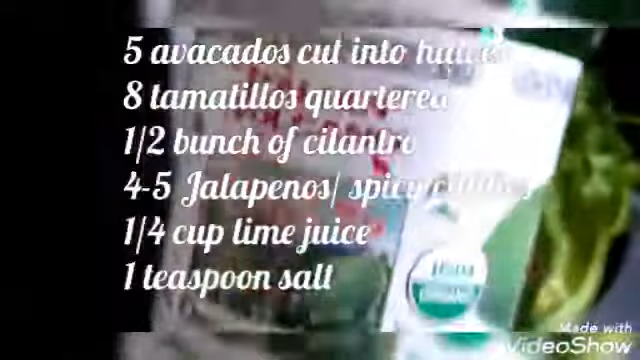 5 avacados cut into
8 tamatillos quartered
1/2 bunch of cilantro
4-5 Jalapenos/ spicy
1/4 cup lime juice
1 teaspoon salt
Made with
VideoShow